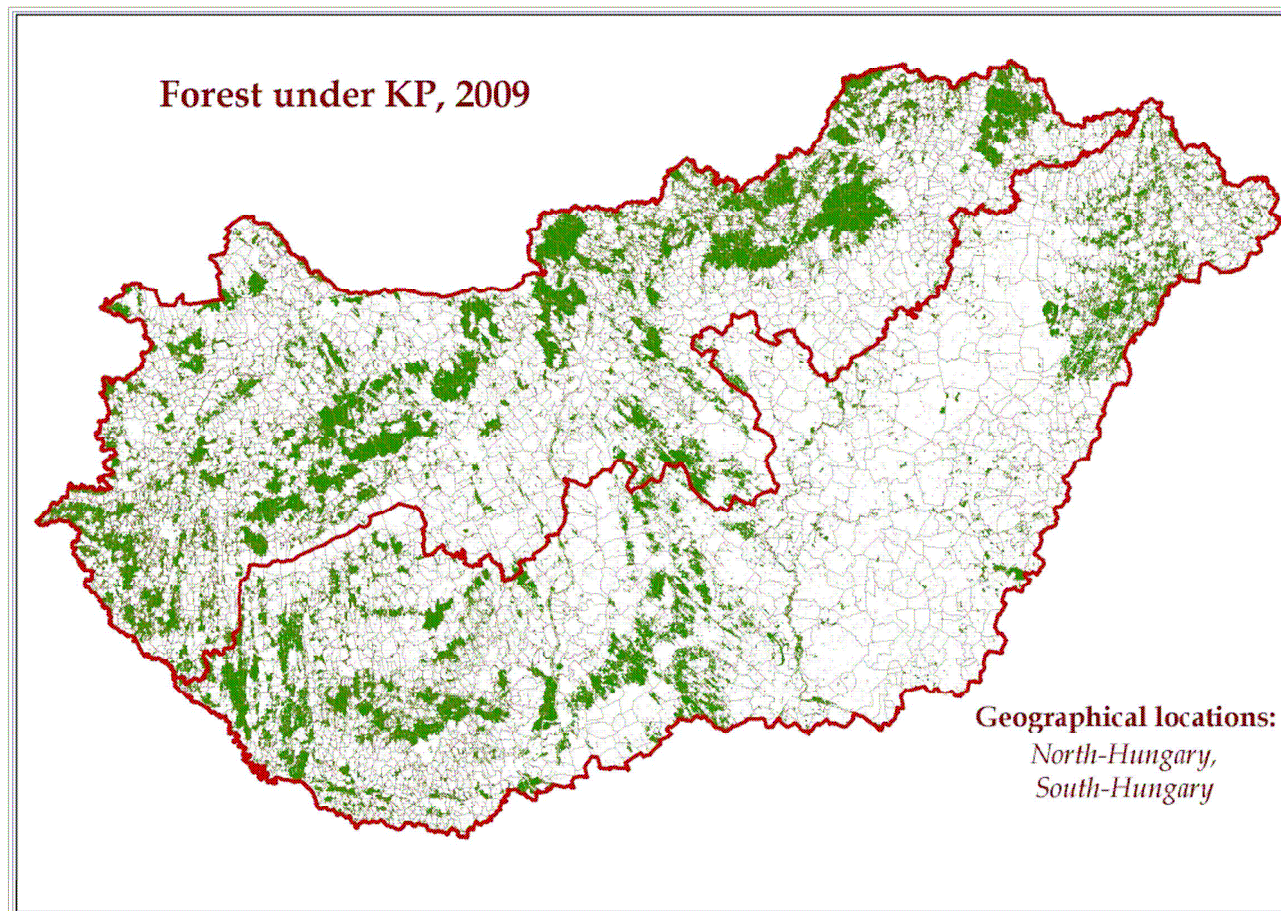 Forest under KP, 2009
Geographical locations:
North-Hungary,
South-Hungary